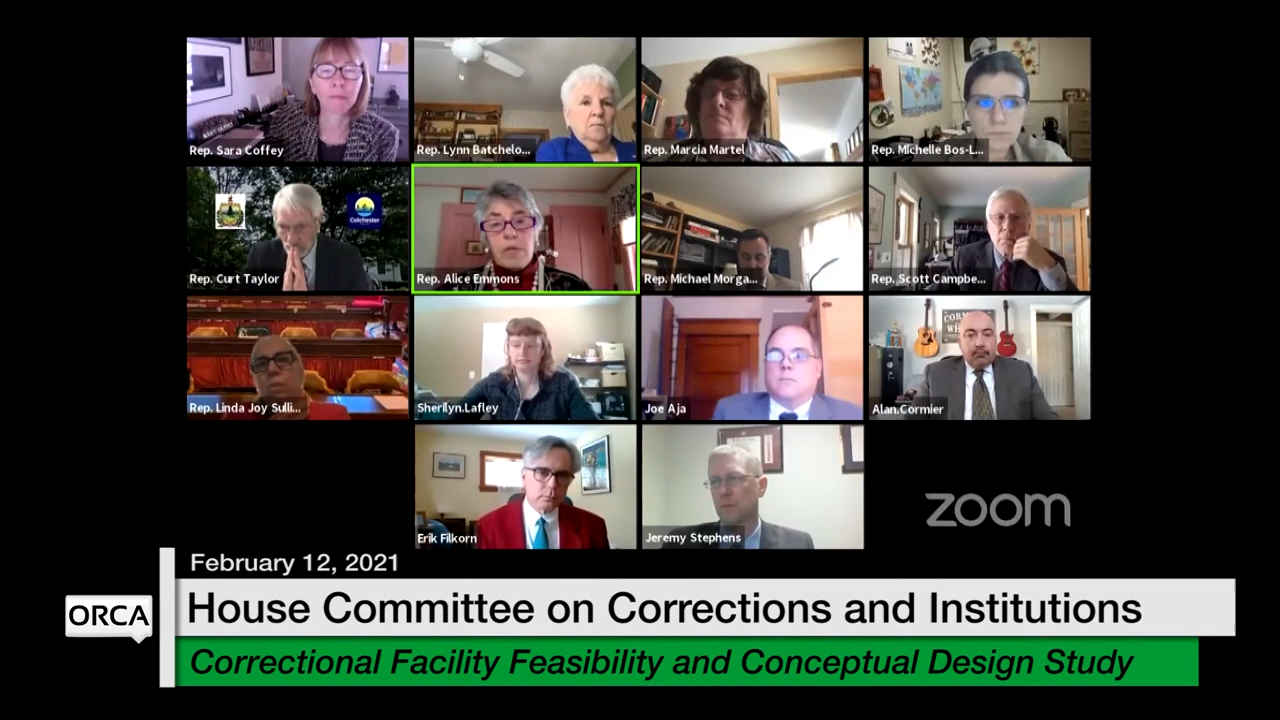 Rep. Sara Coffey
Rep. Lynn Batchelo...
Rep. Marcia Martel
Rep. Michelle Bos-L...
Colchester
Rep. Curt Taylor
Rep. Alice Emmons
Rep. Michael Morga...
Rep. Scott Campbe...
Rep. Linda Joy Sulli...
Sherilyn.Lafley
Joe Aja
Alan.Cormier
Erik Filkorn
Jeremy Stephens
zoom
February 12, 2021
ORCA
House Committee on Corrections and Institutions
Correctional Facility Feasibility and Conceptual Design Study